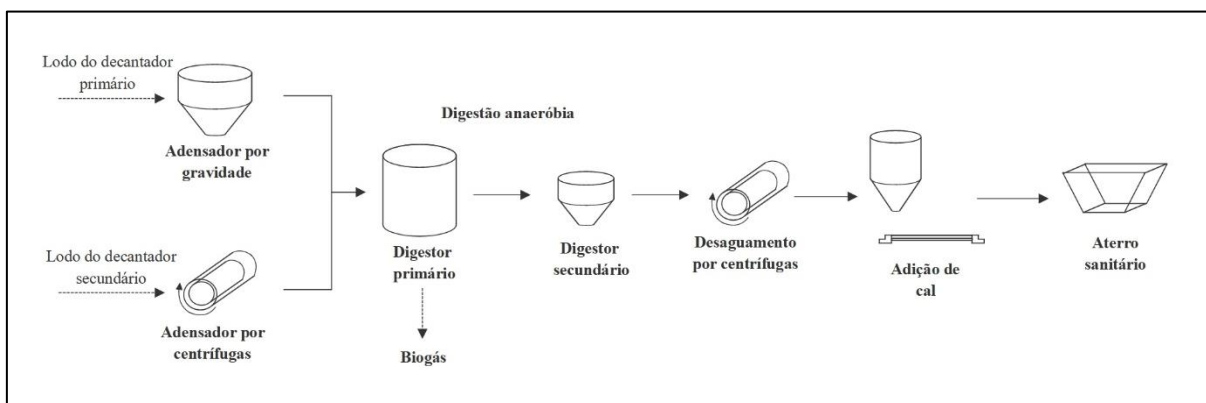 Lodo do decantador
primário
Adensador por
gravidade
Lodo do decantador
secundário
Adensador por
centrífugas
Digestão anaeróbia
Digestor
primário
Biogás
Digestor
secundário
Desaguamento
por centrífugas
Adição de
cal
Aterro
sanitário